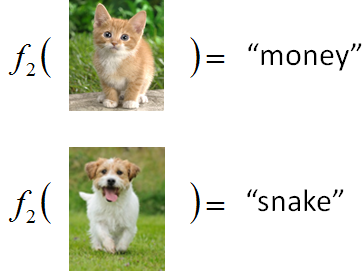 f₂( ) = “money”
f₂( ) = “snake”